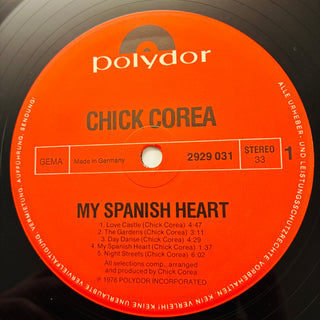 polydor
CHICK COREA
GEMA
Made in Germany
2929 031
STEREO
33
1
MY SPANISH HEART
1. Love Castle (Chick Corea) 4:47
2. The Gardens (Chick Corea) 3:11
3. Day Danse (Chick Corea) 4:29
4. My Spanish Heart (Chick Corea) 1:37
5. Night Streets (Chick Corea) 6:02
All selections comp., arranged
and produced by Chick Corea
℗ 1976 POLYDOR INCORPORATED
ALLE URHEBER- UND LEISTUNGSSCHUTZRECHTE VORBEHALTEN KEIN VERLEIH! KEINE UNERLAUBTE VERVIELFÄLTIGUNG, VERMIETUNG, AUFFÜHRUNG, SENDUNG!